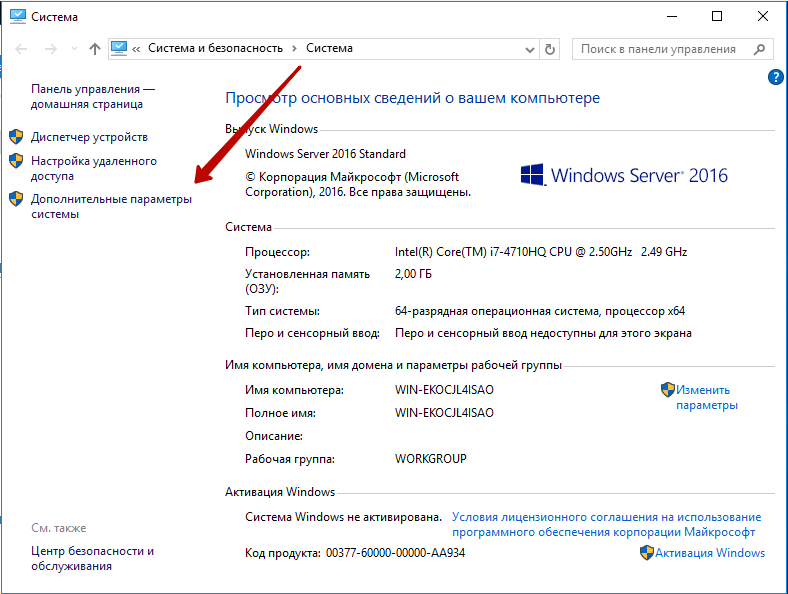 Система
« Система и безопасность › Система
Поиск в панели управления
?
Панель управления —
домашняя страница
Диспетчер устройств
Настройка удаленного
доступа
Дополнительные параметры
системы
Просмотр основных сведений о вашем компьютере
Выпуск Windows
Windows Server 2016 Standard
© Корпорация Майкрософт (Microsoft
Corporation), 2016. Все права защищены.
Windows Server® 2016
Система
Процессор: Intel(R) Core(TM) i7-4710HQ CPU @ 2.50GHz 2.49 GHz
Установленная память 2,00 ГБ
(ОЗУ):
Тип системы: 64-разрядная операционная система, процессор x64
Перо и сенсорный ввод: Перо и сенсорный ввод недоступны для этого экрана
Имя компьютера, имя домена и параметры рабочей группы
Имя компьютера: WIN-EKOCJL4ISAO
Изменить
параметры
Полное имя: WIN-EKOCJL4ISAO
Описание:
Рабочая группа: WORKGROUP
Активация Windows
Система Windows не активирована. Условия лицензионного соглашения на использование
программного обеспечения корпорации Майкрософт
Код продукта: 00377-60000-00000-AA934
Активация Windows
См. также
Центр безопасности и
обслуживания